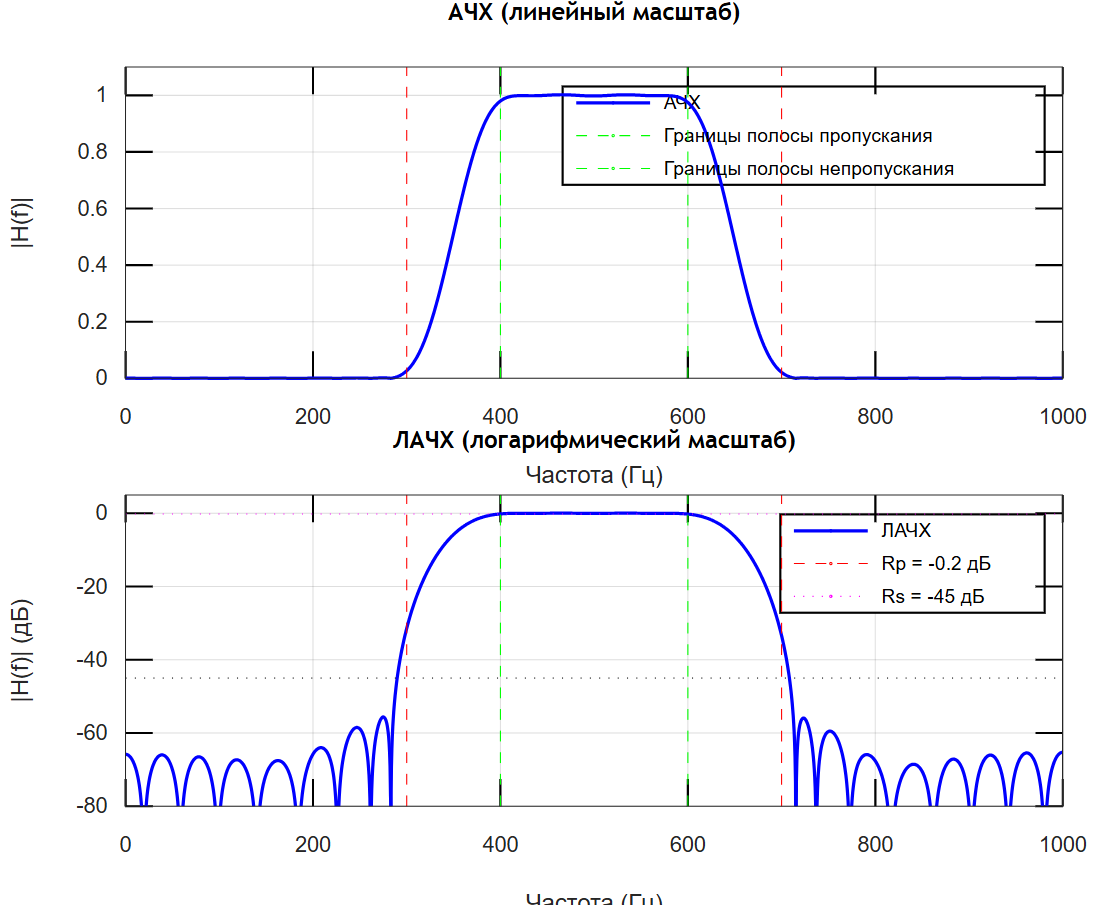 АЧХ (линейный масштаб)
|H(f)|
1
0.8
0.6
0.4
0.2
0
АЧХ
Границы полосы пропускания
Границы полосы непропускания
0 200 400 600 800 1000
ЛАЧХ (логарифмический масштаб)
Частота (Гц)
|H(f)| (дБ)
0
-20
-40
-60
-80
ЛАЧХ
Rp = -0.2 дБ
Rs = -45 дБ
0 200 400 600 800 1000
Частота (Гц)